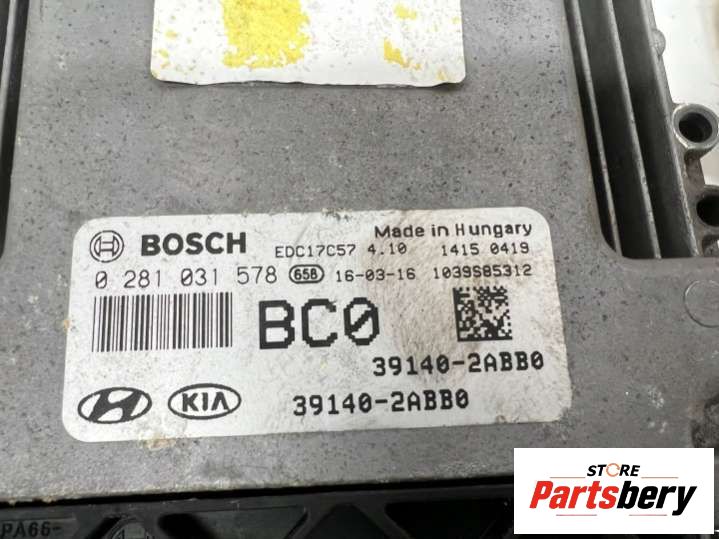 BOSCH EDC17C57 4.10 Made in Hungary
1415 0419
0 281 031 578 658 16-03-16 1039S85312
BC0
39140-2ABB0
KIA 39140-2ABB0
PA66-
STORE
Partsbery